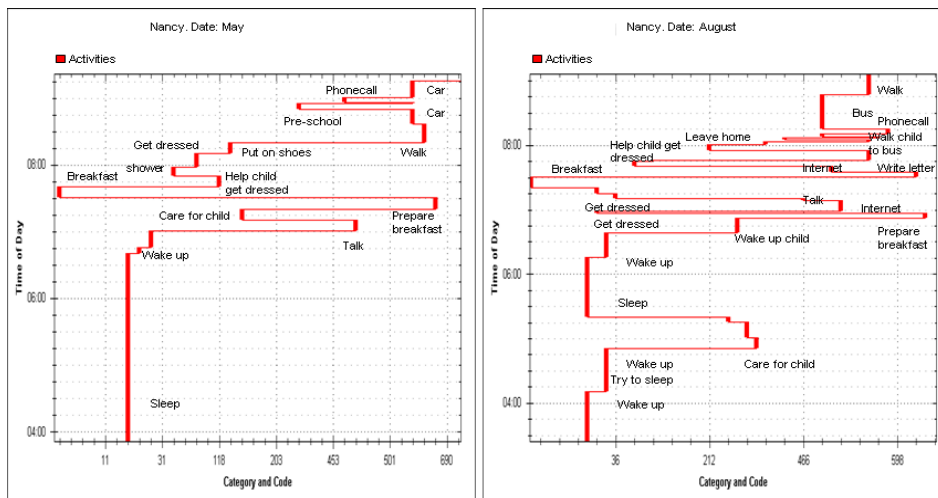 Nancy. Date: May
Activities
Phonecall
Car
Car
Pre-school
Get dressed
Put on shoes
Walk
08:00
shower
Breakfast
Help child
get dressed
Care for child
Prepare
breakfast
Talk
Wake up
Time of Day
06:00
Sleep
04:00
11 31 118 203 453 501 690
Category and Code
Nancy. Date: August
Activities
Walk
Bus
Phonecall
Leave home
Walk child
to bus
08:00
Help child get
dressed
Breakfast
Internet
Write letter
Talk
Get dressed
Internet
Get dressed
Prepare
breakfast
Wake up child
Wake up
Time of Day
06:00
Sleep
Wake up
Care for child
Try to sleep
Wake up
04:00
36 212 466 598
Category and Code